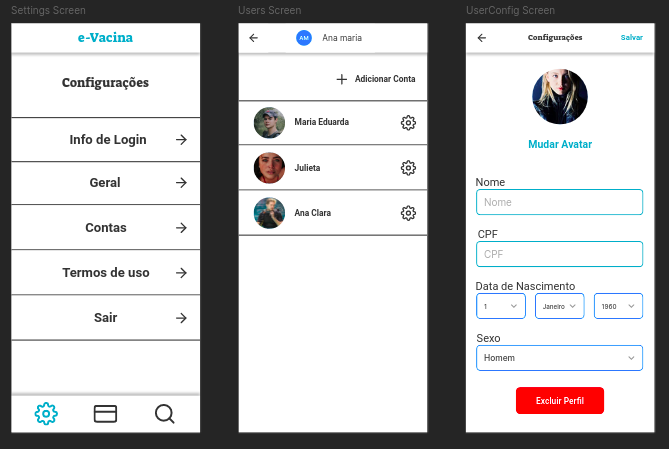 Settings Screen
e-Vacina
Configurações
Info de Login
Geral
Contas
Termos de uso
Sair
Users Screen
AM Ana maria
Adicionar Conta
Maria Eduarda
Julieta
Ana Clara
UserConfig Screen
Configurações Salvar
Mudar Avatar
Nome
Nome
CPF
CPF
Data de Nascimento
1 Janeiro 1960
Sexo
Homem
Excluir Perfil